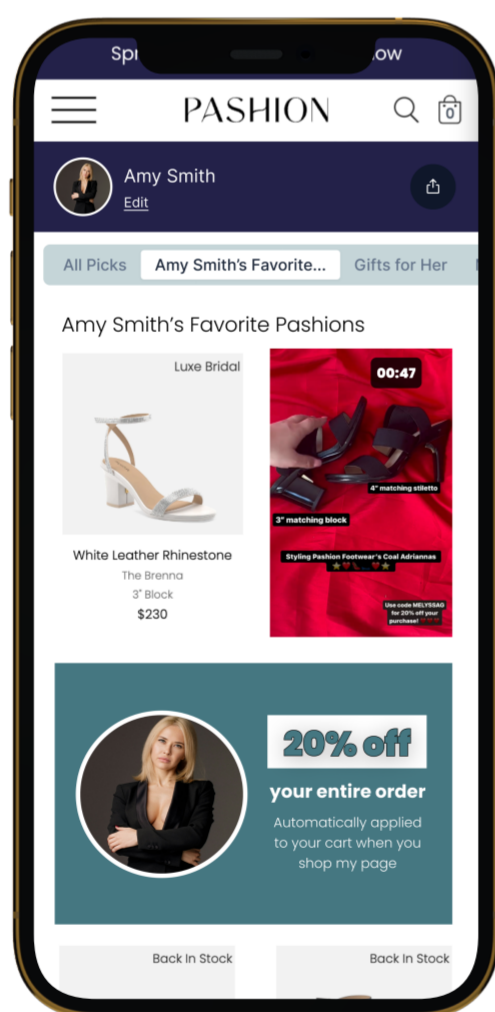 PASHION
0
Amy Smith
Edit
All Picks
Amy Smith's Favorite...
Gifts for Her
Amy Smith's Favorite Pashions
Luxe Bridal
00:47
4" matching stiletto
3" matching block
Styling Pashion Footwear's Coal Adriannas
Use code MELYSSAG
for 20% off your
purchase!
White Leather Rhinestone
The Brenna
3" Block
$230
20% off
your entire order
Automatically applied
to your cart when you
shop my page
Back In Stock
Back In Stock